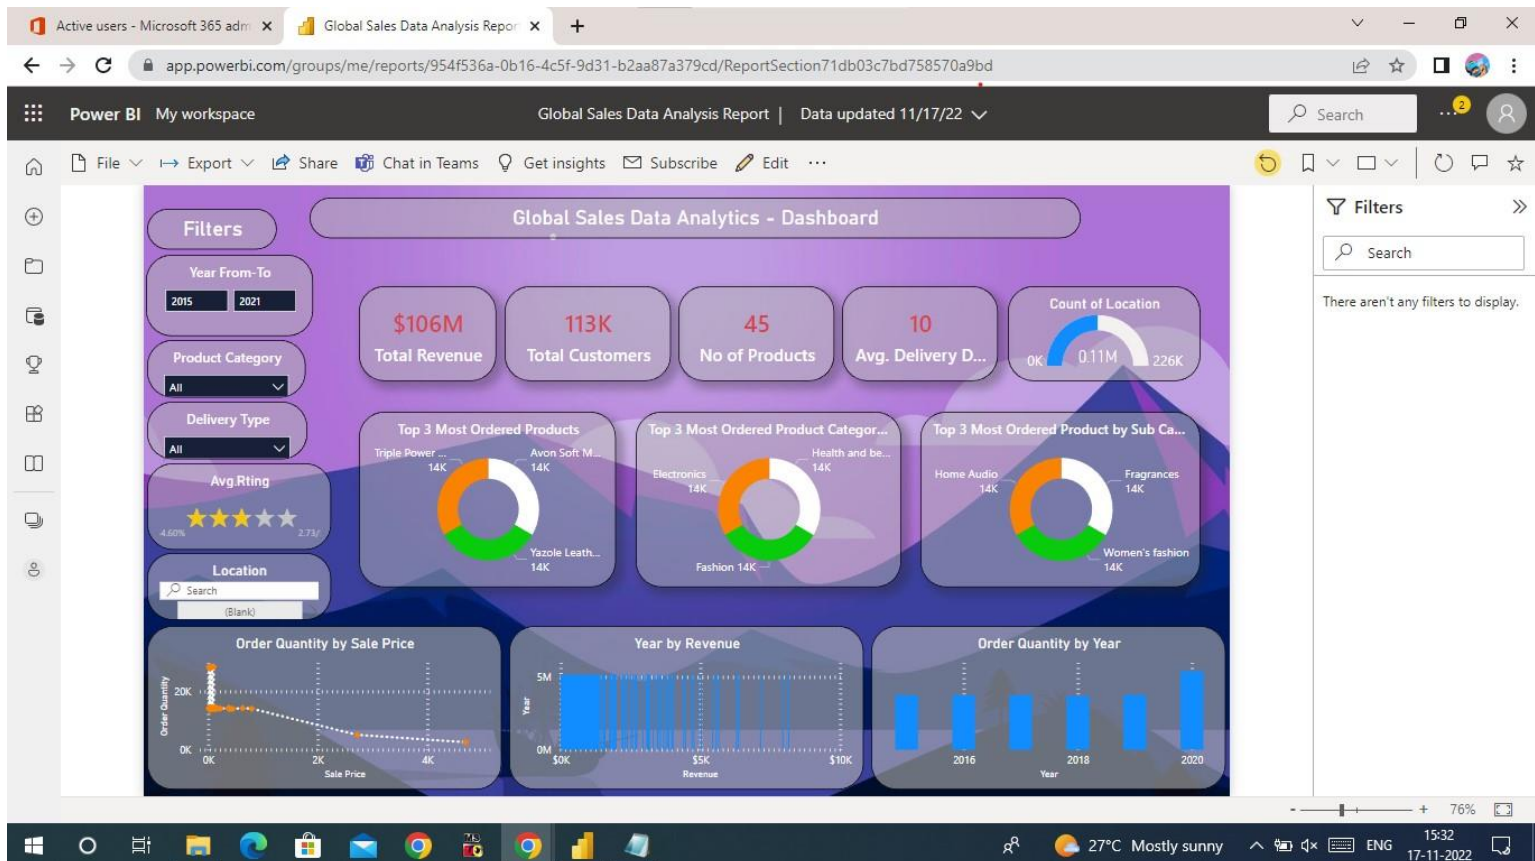 Active users - Microsoft 365 adm
Global Sales Data Analysis Repor
app.powerbi.com/groups/me/reports/954f536a-0b16-4c5f-9d31-b2aa87a379cd/ReportSection71db03c7bd758570a9bd
Power BI My workspace
Global Sales Data Analysis Report | Data updated 11/17/22
Search
2
File Export Share Chat in Teams Get insights Subscribe Edit
Filters
Global Sales Data Analytics - Dashboard
Year From-To
2015 2021
Product Category
All
Delivery Type
All
Avg.Rting
4.60% 2.73/
Location
Search
(Blank)
$106M
Total Revenue
113K
Total Customers
45
No of Products
10
Avg. Delivery D...
Count of Location
0K 0.11M 226K
Top 3 Most Ordered Products
Triple Power ...
14K
Avon Soft M...
14K
Yazole Leath...
14K
Top 3 Most Ordered Product Categor...
Electronics
14K
Health and be...
14K
Fashion 14K
Top 3 Most Ordered Product by Sub Ca...
Home Audio
14K
Fragrances
14K
Women's fashion
14K
Order Quantity by Sale Price
Order Quantity
20K
0K
0K 2K 4K
Sale Price
Year by Revenue
Year
5M
0M
$0K $5K $10K
Revenue
Order Quantity by Year
2016 2018 2020
Year
Filters
Search
There aren't any filters to display.
- + 76%
27°C Mostly sunny
ENG
15:32
17-11-2022